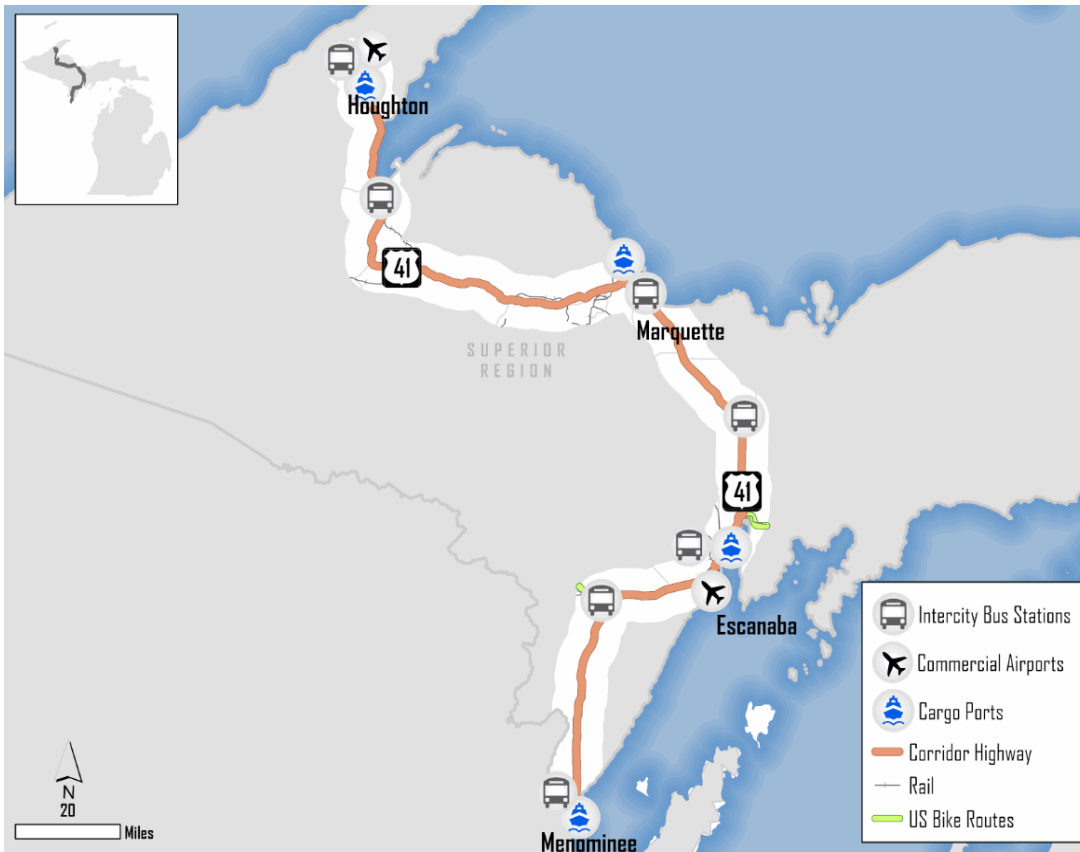 Houghton
41
Marquette
SUPERIOR
REGION
41
Escanaba
Menominee
N
20
Miles
Intercity Bus Stations
Commercial Airports
Cargo Ports
Corridor Highway
Rail
US Bike Routes